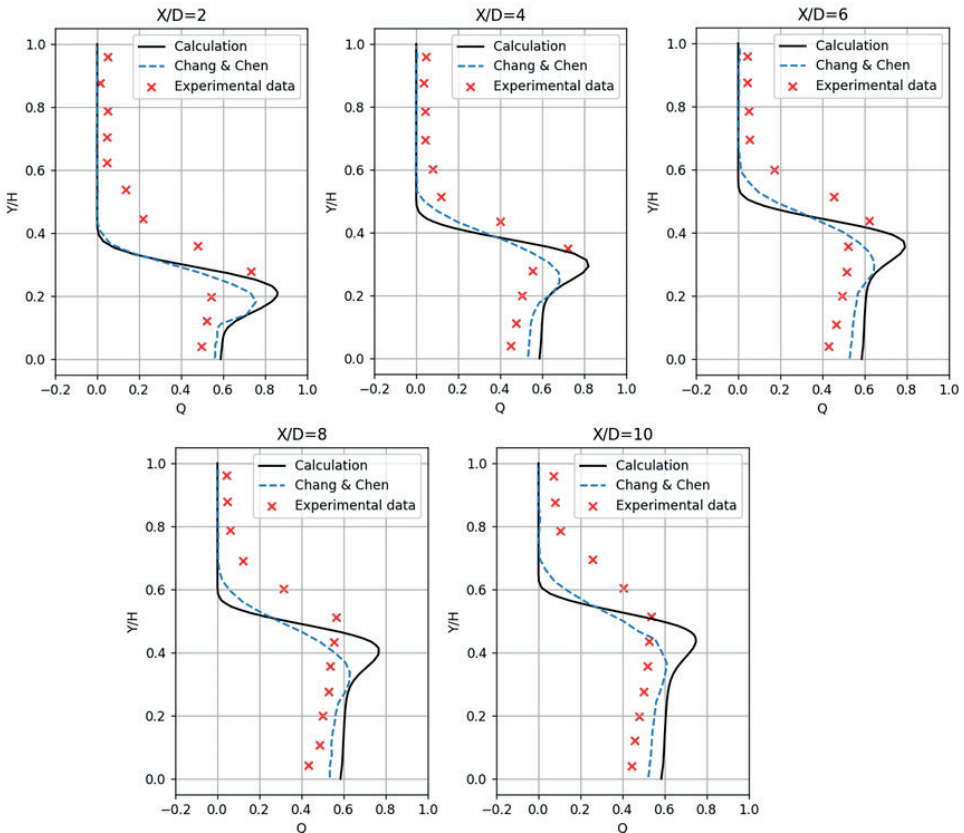 X/D=2
1.0
0.8
0.6
0.4
0.2
0.0
Y/H
Calculation
Chang & Chen
Experimental data
−0.2 0.0 0.2 0.4 0.6 0.8 1.0
Q
X/D=4
1.0
0.8
0.6
0.4
0.2
0.0
Y/H
Calculation
Chang & Chen
Experimental data
−0.2 0.0 0.2 0.4 0.6 0.8 1.0
Q
X/D=6
1.0
0.8
0.6
0.4
0.2
0.0
Y/H
Calculation
Chang & Chen
Experimental data
−0.2 0.0 0.2 0.4 0.6 0.8 1.0
Q
X/D=8
1.0
0.8
0.6
0.4
0.2
0.0
Y/H
Calculation
Chang & Chen
Experimental data
−0.2 0.0 0.2 0.4 0.6 0.8 1.0
Q
X/D=10
1.0
0.8
0.6
0.4
0.2
0.0
Y/H
Calculation
Chang & Chen
Experimental data
−0.2 0.0 0.2 0.4 0.6 0.8 1.0
Q